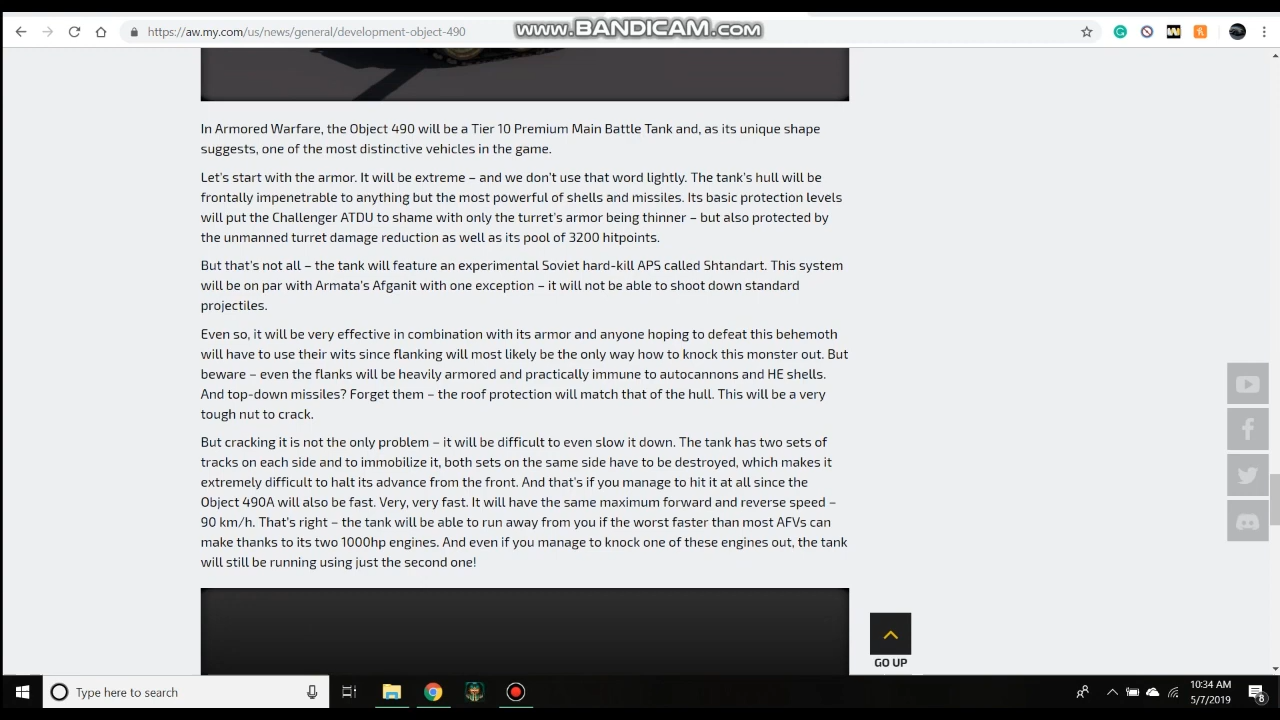 https://aw.my.com/us/news/general/development-object-490
www.BANDICAM.com
In Armored Warfare, the Object 490 will be a Tier 10 Premium Main Battle Tank and, as its unique shape
suggests, one of the most distinctive vehicles in the game.
Let's start with the armor. It will be extreme – and we don't use that word lightly. The tank's hull will be
frontally impenetrable to anything but the most powerful of shells and missiles. Its basic protection levels
will put the Challenger ATDU to shame with only the turret's armor being thinner – but also protected by
the unmanned turret damage reduction as well as its pool of 3200 hitpoints.
But that's not all – the tank will feature an experimental Soviet hard-kill APS called Shtandart. This system
will be on par with Armata's Afganit with one exception – it will not be able to shoot down standard
projectiles.
Even so, it will be very effective in combination with its armor and anyone hoping to defeat this behemoth
will have to use their wits since flanking will most likely be the only way how to knock this monster out. But
beware – even the flanks will be heavily armored and practically immune to autocannons and HE shells.
And top-down missiles? Forget them – the roof protection will match that of the hull. This will be a very
tough nut to crack.
But cracking it is not the only problem – it will be difficult to even slow it down. The tank has two sets of
tracks on each side and to immobilize it, both sets on the same side have to be destroyed, which makes it
extremely difficult to halt its advance from the front. And that's if you manage to hit it at all since the
Object 490A will also be fast. Very, very fast. It will have the same maximum forward and reverse speed –
90 km/h. That's right – the tank will be able to run away from you if the worst faster than most AFVs can
make thanks to its two 1000hp engines. And even if you manage to knock one of these engines out, the tank
will still be running using just the second one!
GO UP
Type here to search
10:34 AM
5/7/2019
8